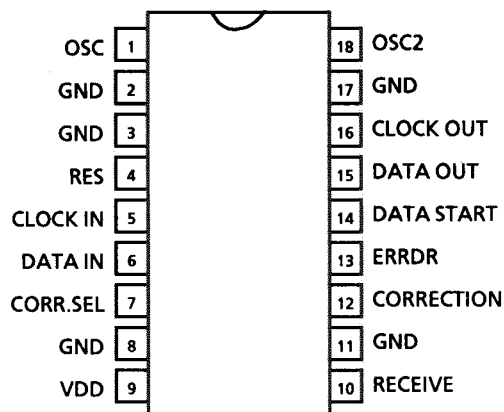 OSC 1 18 OSC2
GND 2 17 GND
GND 3 16 CLOCK OUT
RES 4 15 DATA OUT
CLOCK IN 5 14 DATA START
DATA IN 6 13 ERRDR
CORR.SEL 7 12 CORRECTION
GND 8 11 GND
VDD 9 10 RECEIVE